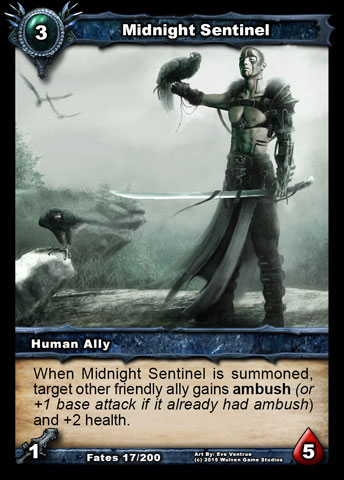 3
Midnight Sentinel
Human Ally
When Midnight Sentinel is summoned,
target other friendly ally gains ambush (or
+1 base attack if it already had ambush)
and +2 health.
1
Fates 17/200
Art By: Eve Ventrue
(c) 2015 Wulven Game Studios
5